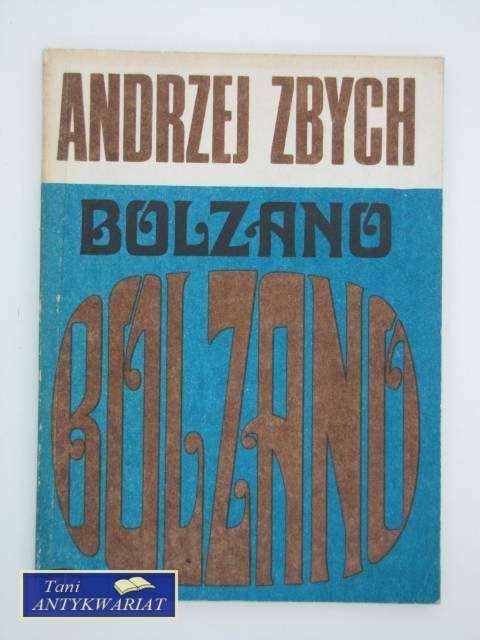 ANDRZEJ ZBYCH
BOLZANO
BOLZANO
Tani
ANTYKWARIAT